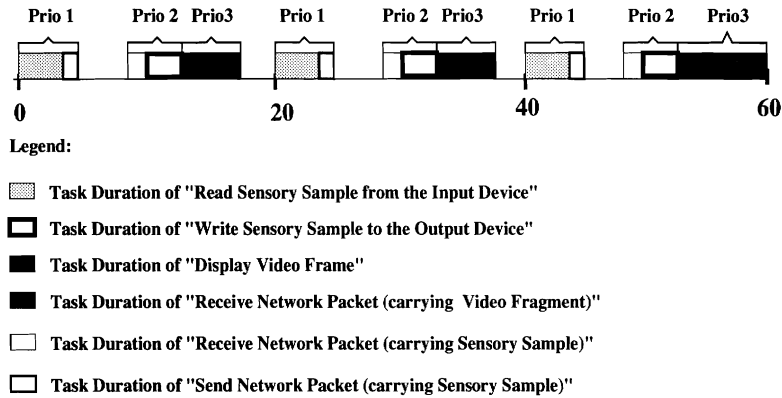 Prio 1 Prio 2 Prio3 Prio 1 Prio 2 Prio3 Prio 1 Prio 2 Prio3
0 20 40 60
Legend:
Task Duration of "Read Sensory Sample from the Input Device"
Task Duration of "Write Sensory Sample to the Output Device"
Task Duration of "Display Video Frame"
Task Duration of "Receive Network Packet (carrying Video Fragment)"
Task Duration of "Receive Network Packet (carrying Sensory Sample)"
Task Duration of "Send Network Packet (carrying Sensory Sample)"